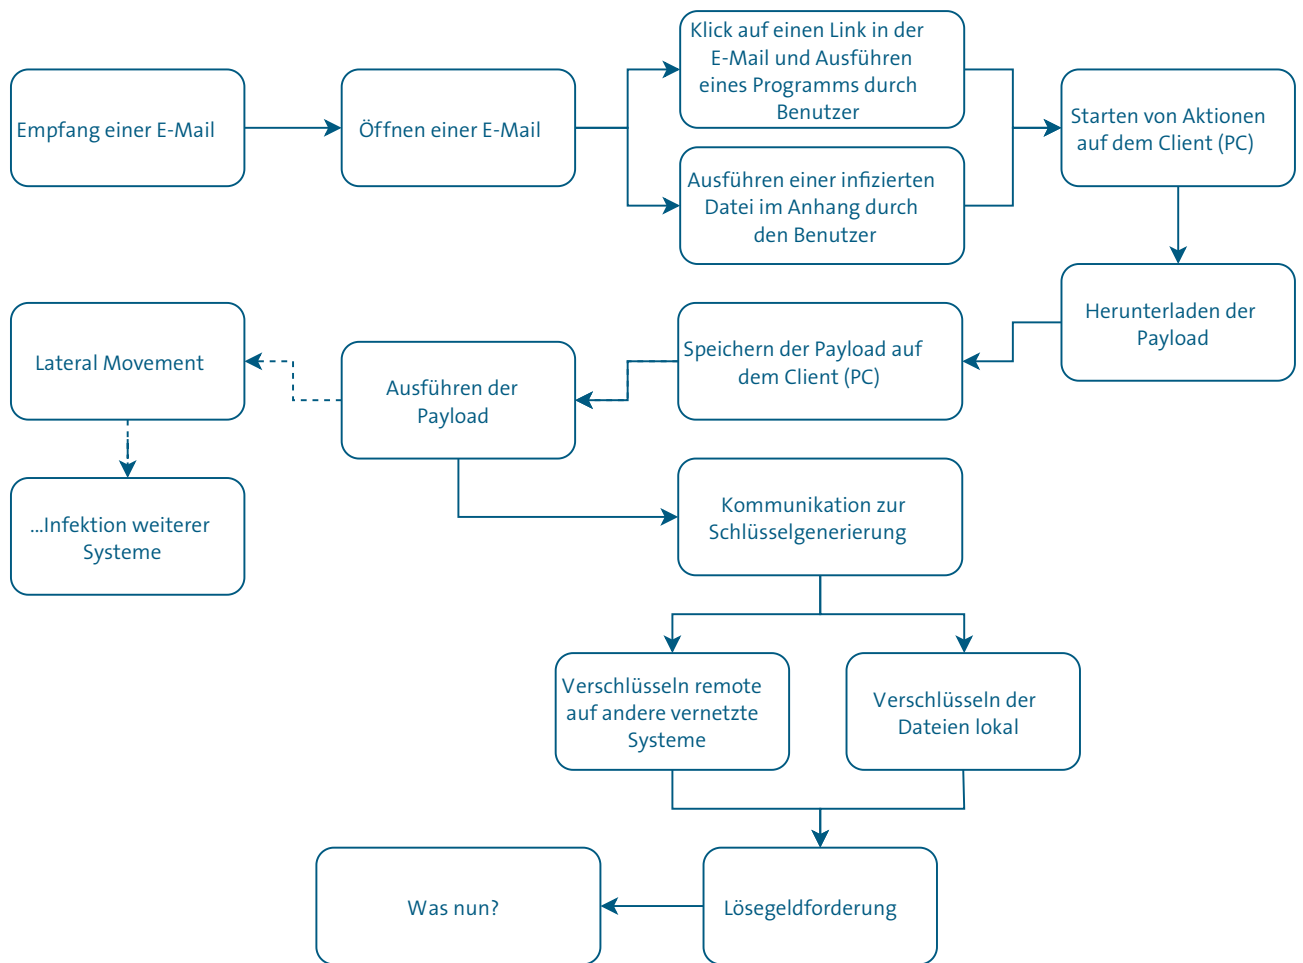 Empfang einer E-Mail
Öffnen einer E-Mail
Klick auf einen Link in der
E-Mail und Ausführen
eines Programms durch
Benutzer
Ausführen einer infizierten
Datei im Anhang durch
den Benutzer
Starten von Aktionen
auf dem Client (PC)
Herunterladen der
Payload
Speichern der Payload auf
dem Client (PC)
Ausführen der
Payload
Lateral Movement
...Infektion weiterer
Systeme
Kommunikation zur
Schlüsselgenerierung
Verschlüsseln remote
auf andere vernetzte
Systeme
Verschlüsseln der
Dateien lokal
Lösegeldforderung
Was nun?